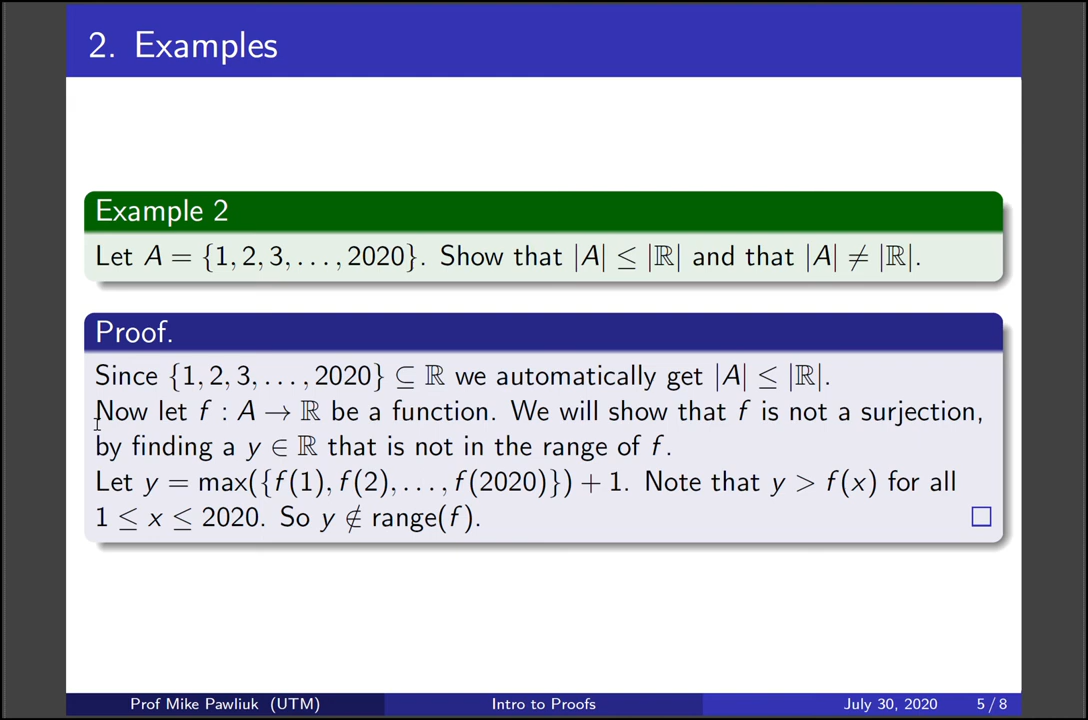 2. Examples
Example 2
Let A = {1, 2, 3, . . . , 2020}. Show that |A| ≤ |ℝ| and that |A| ≠ |ℝ|.
Proof.
Since {1, 2, 3, . . . , 2020} ⊆ ℝ we automatically get |A| ≤ |ℝ|.
Now let f : A → ℝ be a function. We will show that f is not a surjection,
by finding a y ∈ ℝ that is not in the range of f.
Let y = max({f(1), f(2), . . . , f(2020)}) + 1. Note that y > f(x) for all
1 ≤ x ≤ 2020. So y ∉ range(f). □
Prof Mike Pawliuk (UTM) Intro to Proofs July 30, 2020 5 / 8